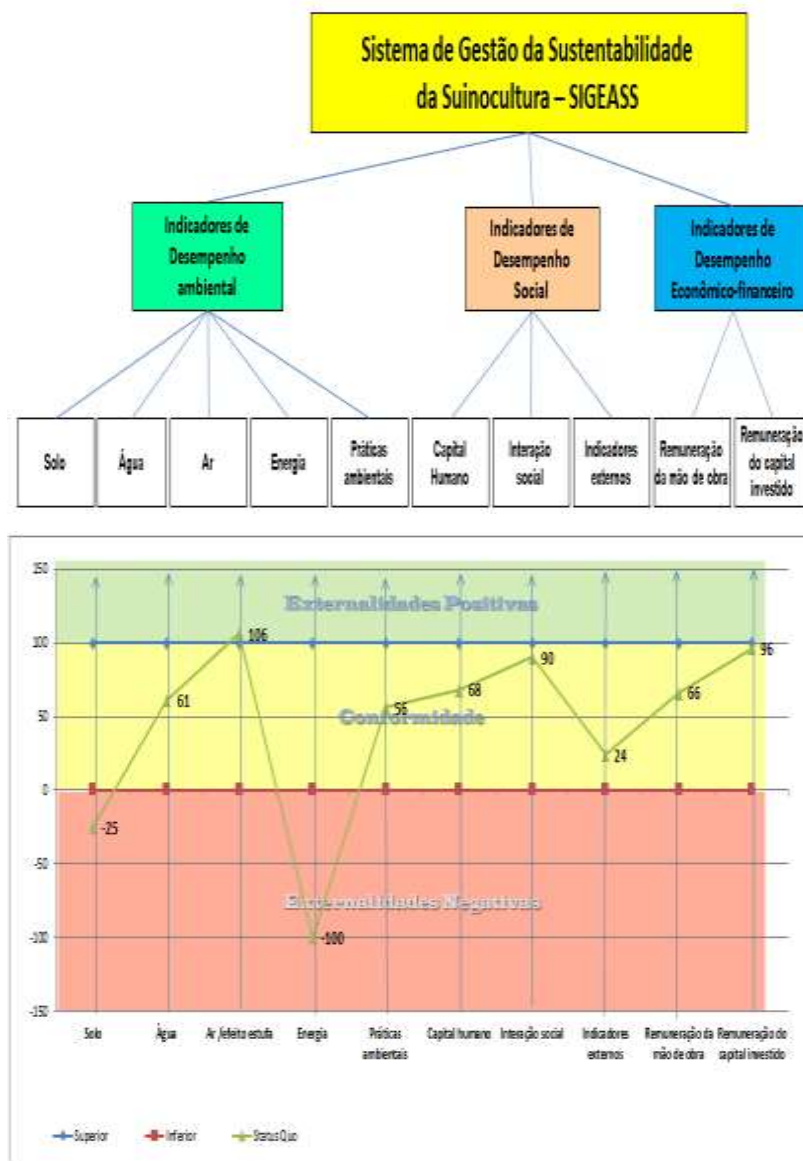 Sistema de Gestão da Sustentabilidade
da Suinocultura – SIGEASS
Indicadores de
Desempenho
ambiental
Indicadores de
Desempenho
Social
Indicadores de
Desempenho
Econômico-financeiro
Solo
Água
Ar
Energia
Práticas
ambientais
Capital
Humano
Interação
social
Indicadores
externos
Remuneração
da mão de obra
Remuneração
do capital
investido
150
100
50
0
-50
-100
-150
Externalidades Positivas
Conformidade
Externalidades Negativas
-25
61
106
-100
56
68
90
24
66
96
Solo
Água
Ar /efeito estufa
Energia
Práticas
ambientais
Capital humano
Interação social
Indicadores
externos
Remuneração da
mão de obra
Remuneração do
capital investido
Superior
Inferior
Status Quo